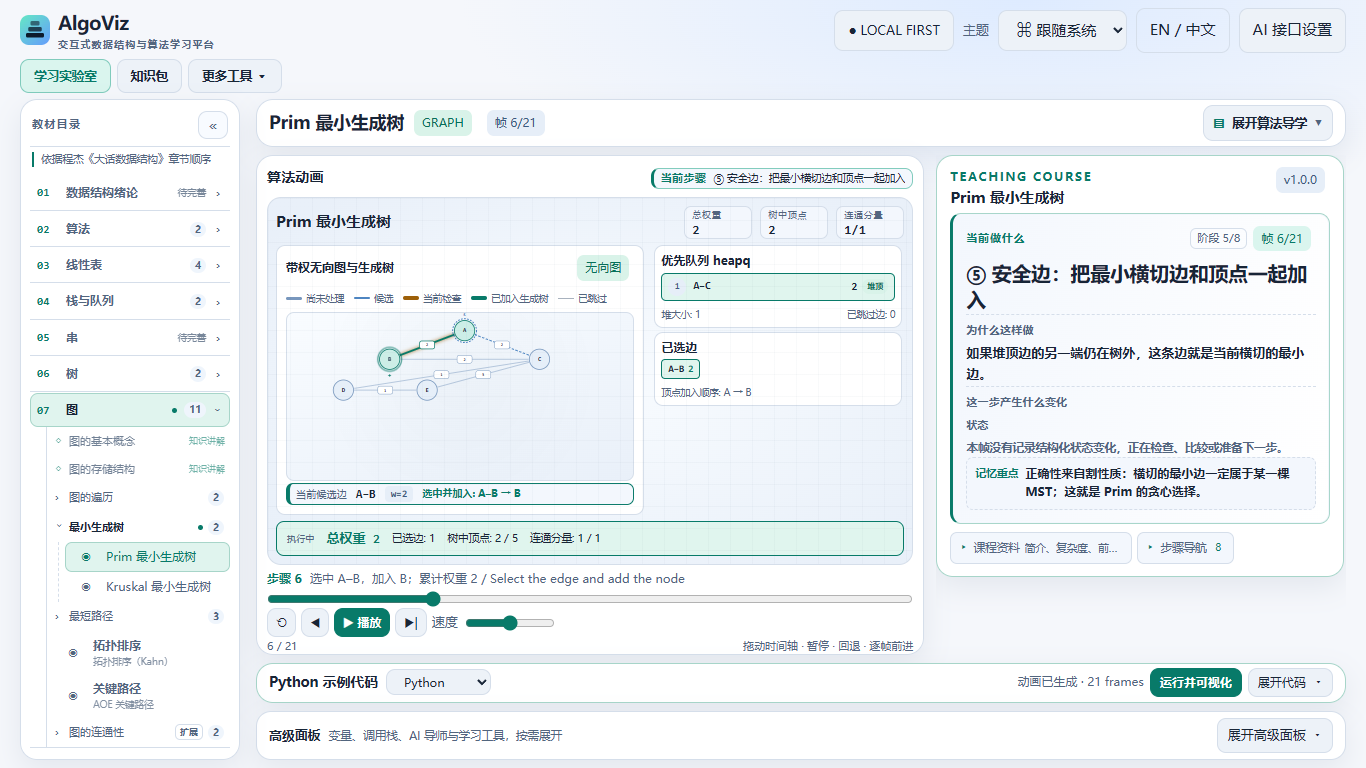 AlgoViz
交互式数据结构与算法学习平台
● LOCAL FIRST
主题
⌘ 跟随系统
EN / 中文
AI 接口设置
学习实验室
知识包
更多工具
教材目录
«
依据程杰《大话数据结构》章节顺序
01 数据结构绪论 待完善 ›
02 算法 2 ›
03 线性表 4 ›
04 栈与队列 2 ›
05 串 待完善 ›
06 树 2 ›
07 图 11
图的基本概念 知识讲解
图的存储结构 知识讲解
图的遍历 2
最小生成树 2
Prim 最小生成树
Kruskal 最小生成树
最短路径 3
拓扑排序
拓扑排序（Kahn）
关键路径
AOE 关键路径
图的连通性 扩展 2
Prim 最小生成树 GRAPH 帧 6/21
展开算法导学
算法动画
当前步骤 ⑤ 安全边：把最小横切边和顶点一起加入
Prim 最小生成树
总权重
2
树中顶点
2
连通分量
1/1
带权无向图与生成树
无向图
尚未处理 候选 当前检查 已加入生成树 已跳过
A
B
C
D
E
当前候选边 A–B w=2 选中并加入: A–B → B
优先队列 heapq
1 A–C 2 堆顶
堆大小: 1 已跳过边: 0
已选边
A–B 2
顶点加入顺序: A → B
执行中 总权重 2 已选边: 1 树中顶点: 2 / 5 连通分量: 1 / 1
步骤 6 选中 A–B，加入 B；累计权重 2 / Select the edge and add the node
▶ 播放
速度
6 / 21
拖动时间轴 · 暂停 · 回退 · 逐帧前进
TEACHING COURSE
Prim 最小生成树
v1.0.0
当前做什么
阶段 5/8
帧 6/21
⑤ 安全边：把最小横切边和顶点一起加
入
为什么这样做
如果堆顶边的另一端仍在树外，这条边就是当前横切的最小
边。
这一步产生什么变化
状态
本帧没有记录结构化状态变化，正在检查、比较或准备下一步。
记忆重点 正确性来自割性质：横切的最小边一定属于某一棵
MST；这就是 Prim 的贪心选择。
课程资料 简介、复杂度、前...
步骤导航 8
Python 示例代码
Python
动画已生成 · 21 frames
运行并可视化
展开代码
高级面板 变量、调用栈、AI 导师与学习工具，按需展开
展开高级面板